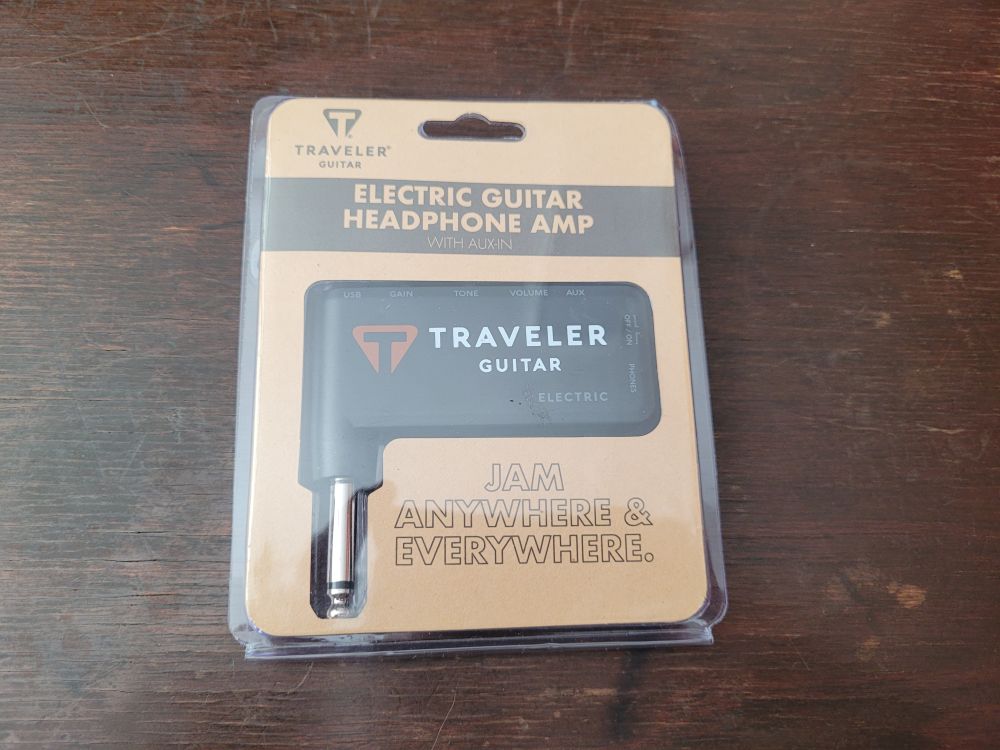 TRAVELER®
GUITAR
ELECTRIC GUITAR
HEADPHONE AMP
WITH AUX-IN
USB GAIN TONE VOLUME AUX
OFF / ON
PHONES
TRAVELER
GUITAR
ELECTRIC
JAM
ANYWHERE &
EVERYWHERE.